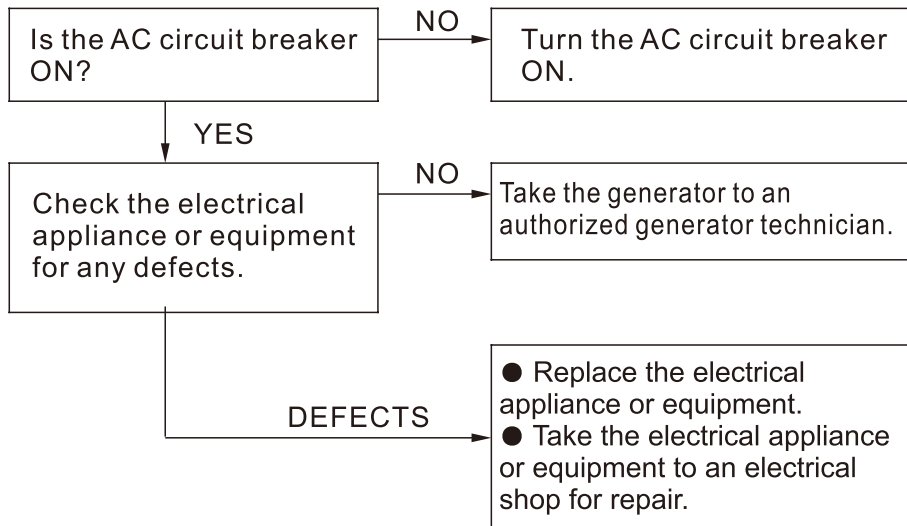 Is the AC circuit breaker
ON?
NO
Turn the AC circuit breaker
ON.
YES
Check the electrical
appliance or equipment
for any defects.
NO
Take the generator to an
authorized generator technician.
DEFECTS
● Replace the electrical
appliance or equipment.
● Take the electrical appliance
or equipment to an electrical
shop for repair.